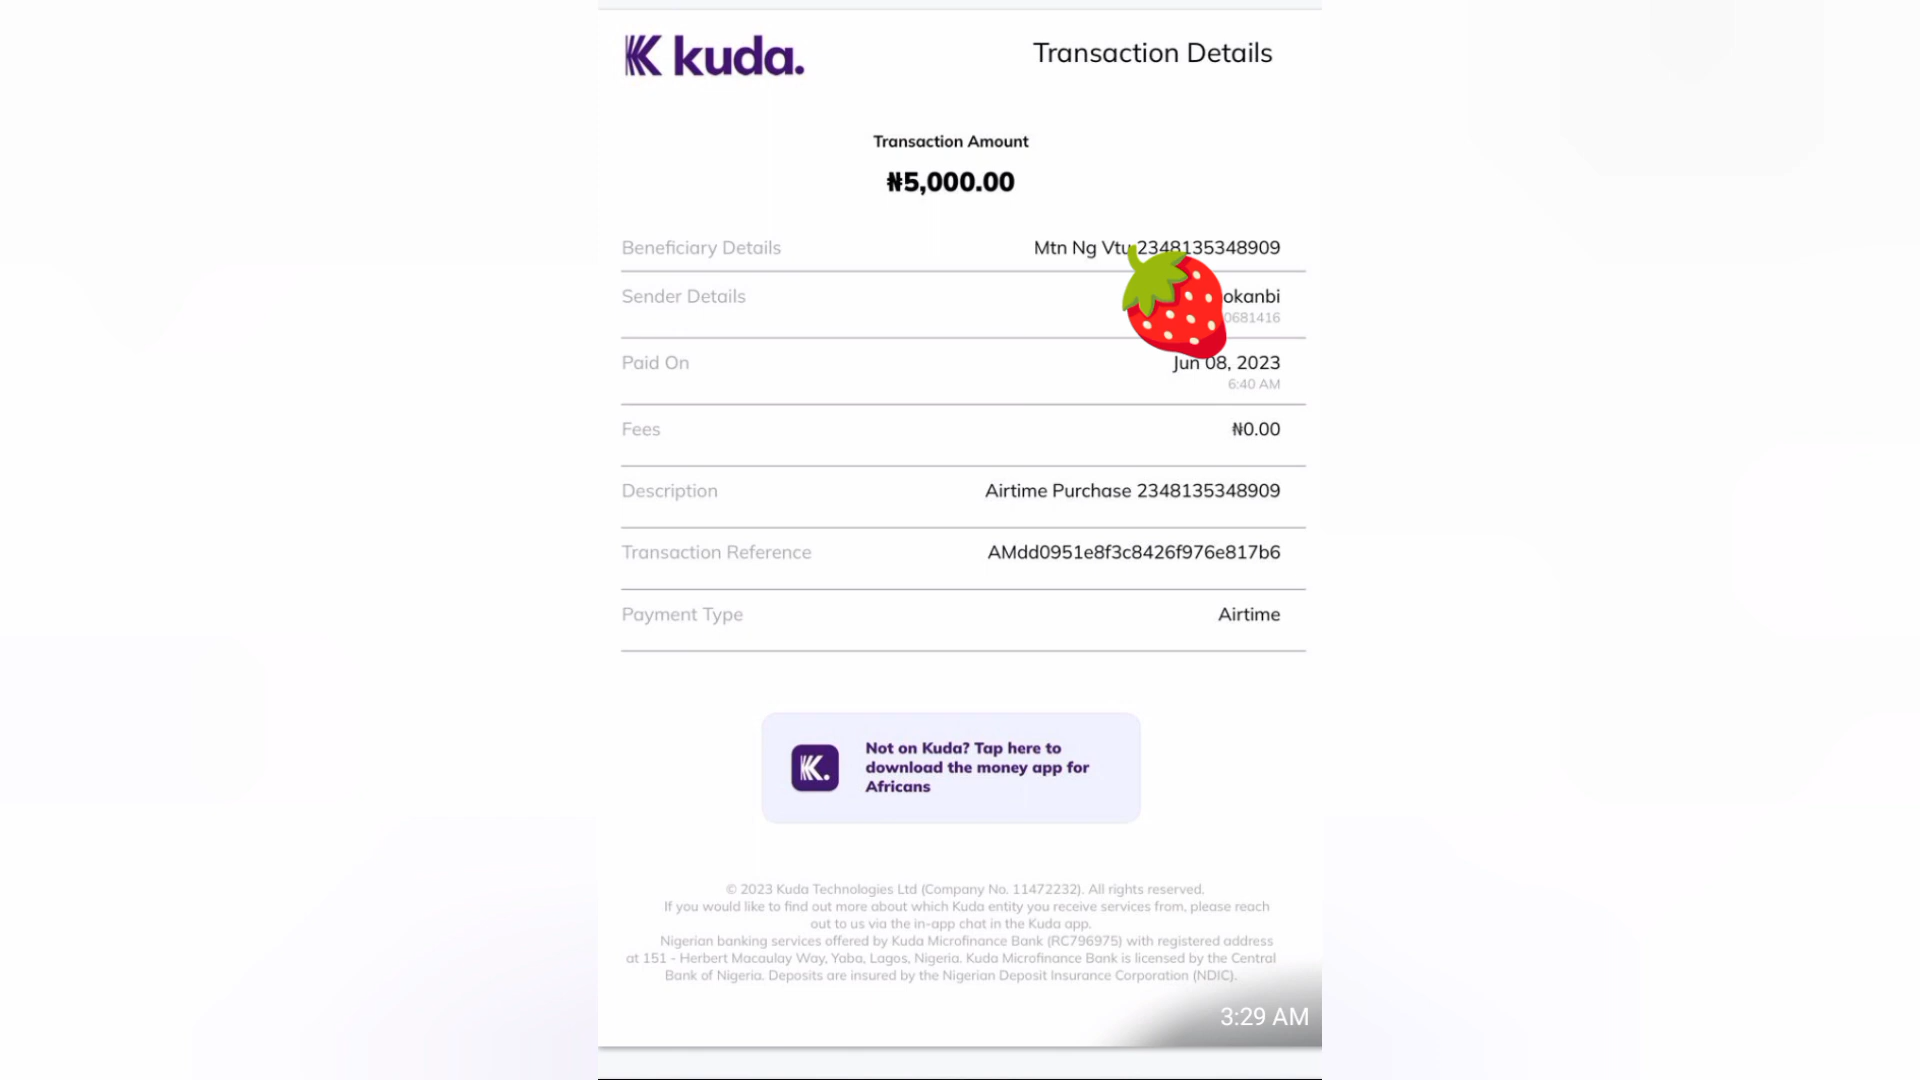 kuda.
Transaction Details
Transaction Amount
₦5,000.00
Beneficiary Details
Mtn Ng Vtu 2348135348909
Sender Details
okanbi
0681416
Paid On
Jun 08, 2023
6:40 AM
Fees
₦0.00
Description
Airtime Purchase 2348135348909
Transaction Reference
AMdd0951e8f3c8426f976e817b6
Payment Type
Airtime
K.
Not on Kuda? Tap here to
download the money app for
Africans
© 2023 Kuda Technologies Ltd (Company No. 11472232). All rights reserved.
If you would like to find out more about which Kuda entity you receive services from, please reach
out to us via the in-app chat in the Kuda app.
Nigerian banking services offered by Kuda Microfinance Bank (RC796975) with registered address
at 151 - Herbert Macaulay Way, Yaba, Lagos, Nigeria. Kuda Microfinance Bank is licensed by the Central
Bank of Nigeria. Deposits are insured by the Nigerian Deposit Insurance Corporation (NDIC).
3:29 AM